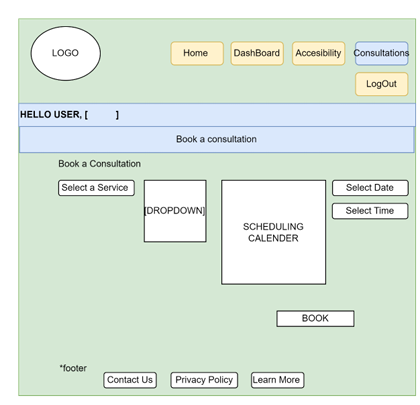 LOGO
Home
DashBoard
Accesibility
Consultations
LogOut
HELLO USER, [ ]
Book a consultation
Book a Consultation
Select a Service
[DROPDOWN]
SCHEDULING
CALENDER
Select Date
Select Time
BOOK
*footer
Contact Us
Privacy Policy
Learn More